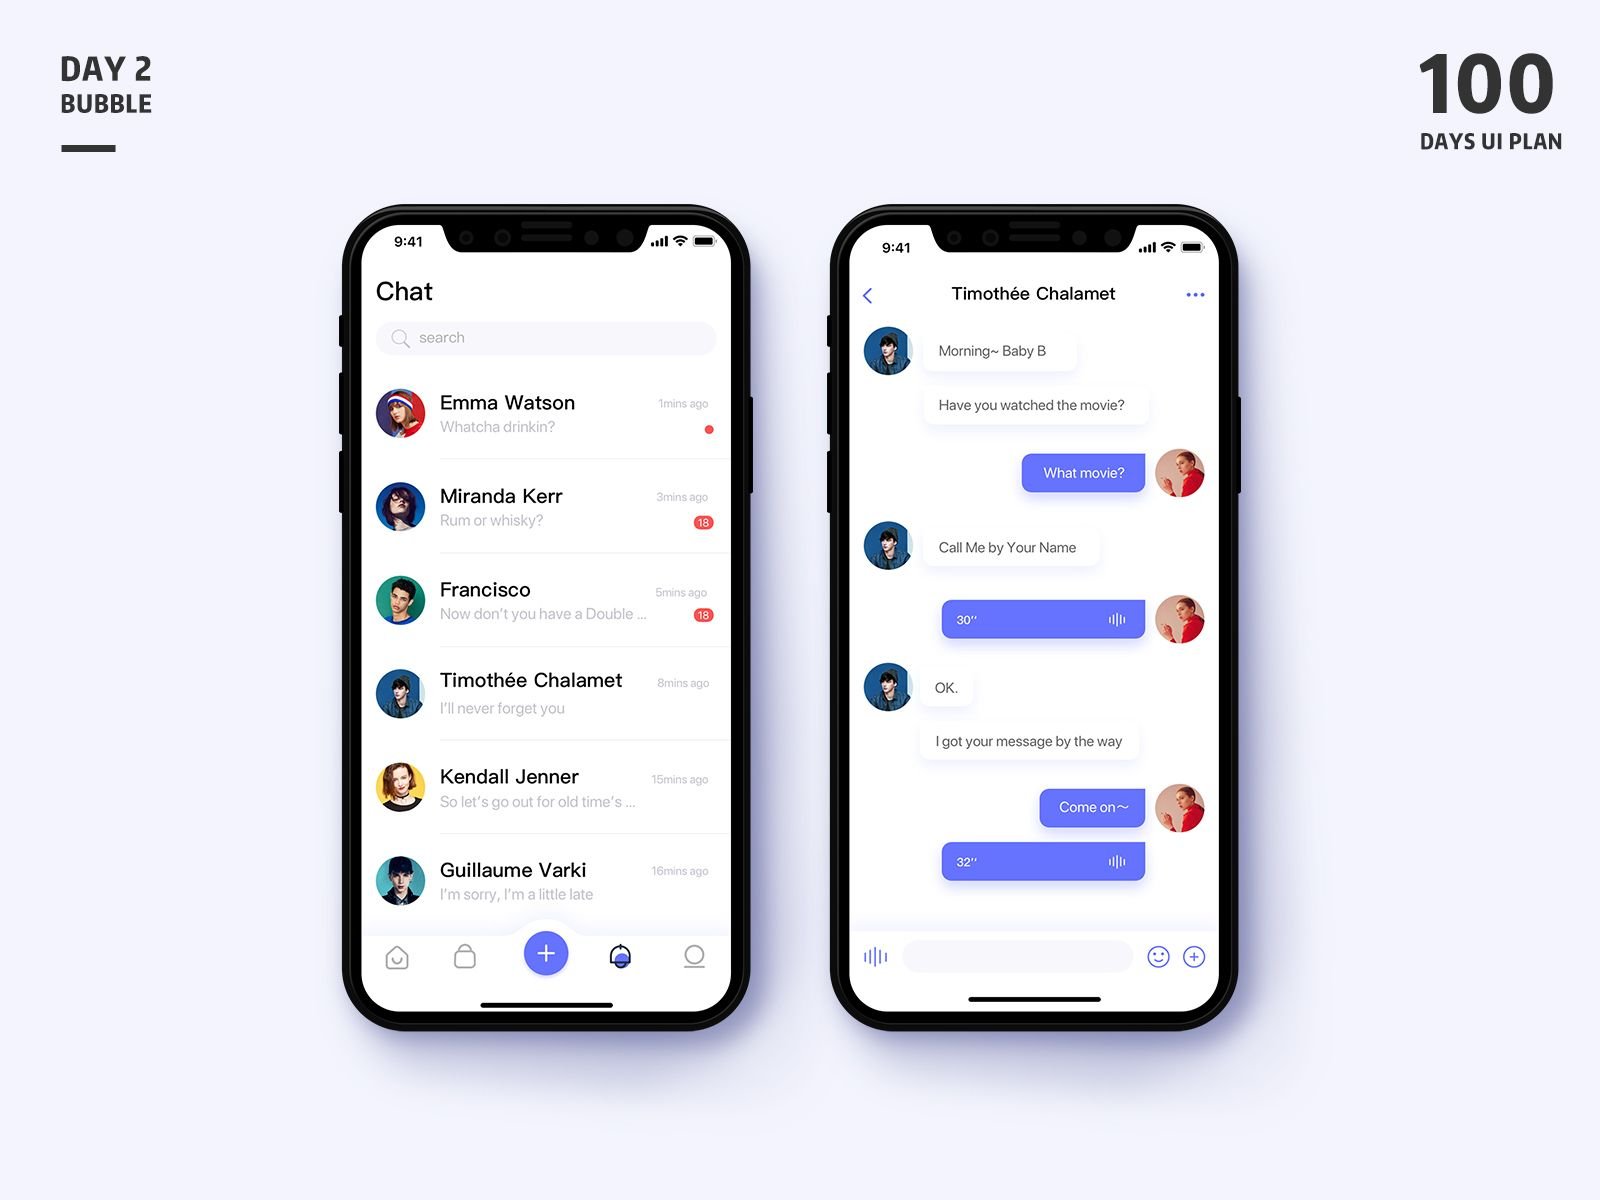 DAY 2
BUBBLE
100
DAYS UI PLAN
9:41
Chat
search
Emma Watson
1mins ago
Whatcha drinkin?
Miranda Kerr
3mins ago
Rum or whisky?
18
Francisco
5mins ago
Now don't you have a Double ...
18
Timothée Chalamet
8mins ago
I'll never forget you
Kendall Jenner
15mins ago
So let's go out for old time's ...
Guillaume Varki
16mins ago
I'm sorry, I'm a little late
9:41
Timothée Chalamet
Morning~ Baby B
Have you watched the movie?
What movie?
Call Me by Your Name
30''
OK.
I got your message by the way
Come on~
32''